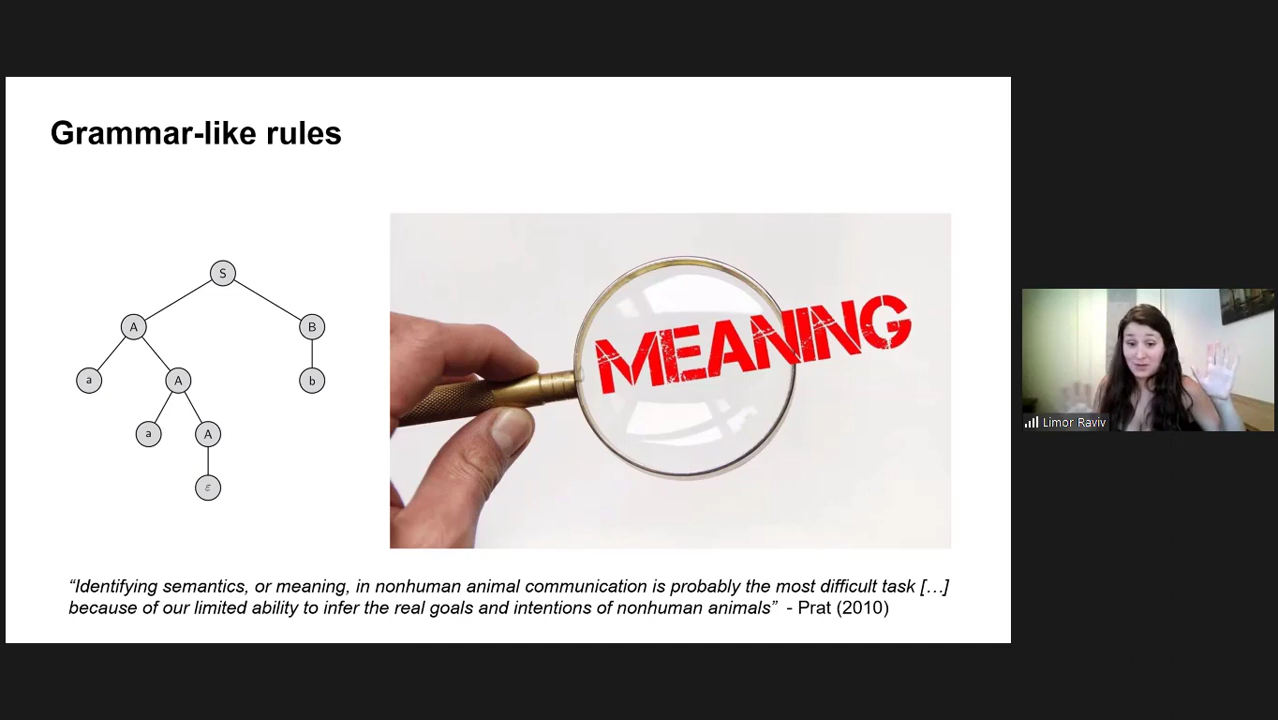 Grammar-like rules
S
A
B
a
A
b
a
A
ε
MEANING
“Identifying semantics, or meaning, in nonhuman animal communication is probably the most difficult task […]
because of our limited ability to infer the real goals and intentions of nonhuman animals” - Prat (2010)
Limor Raviv